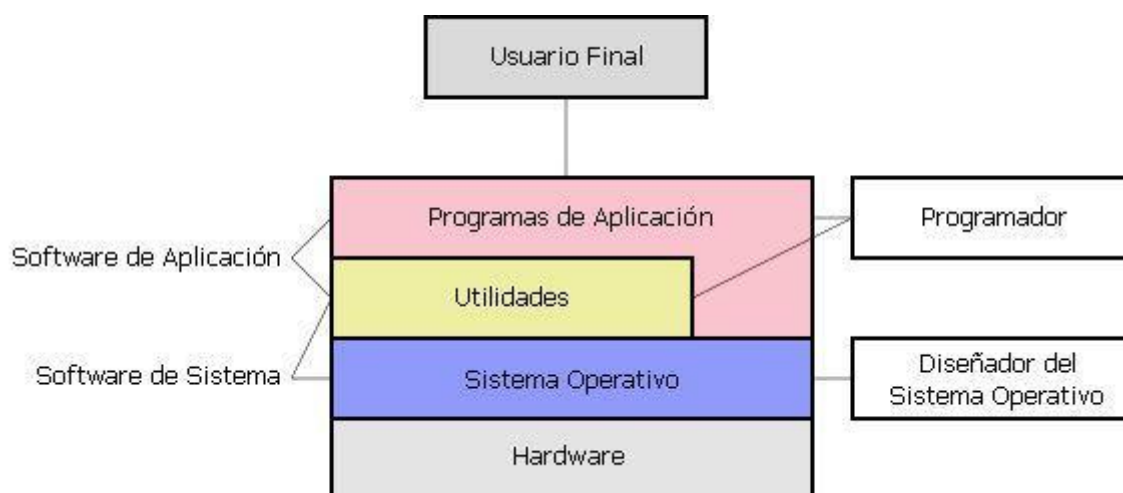 Usuario Final
Programas de Aplicación
Programador
Software de Aplicación
Utilidades
Software de Sistema
Sistema Operativo
Diseñador del
Sistema Operativo
Hardware